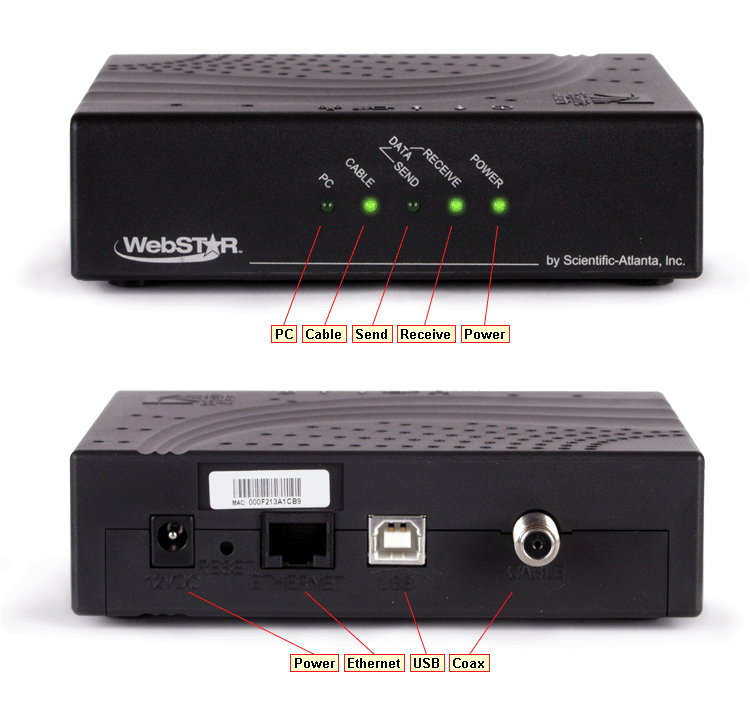 PC
CABLE
DATA
SEND
RECEIVE
POWER
WebSTAR™
by Scientific-Atlanta, Inc.
PC Cable Send Receive Power
MAC: 000F213A1CB9
RESET
12VDC
ETHERNET
USB
CABLE
Power Ethernet USB Coax